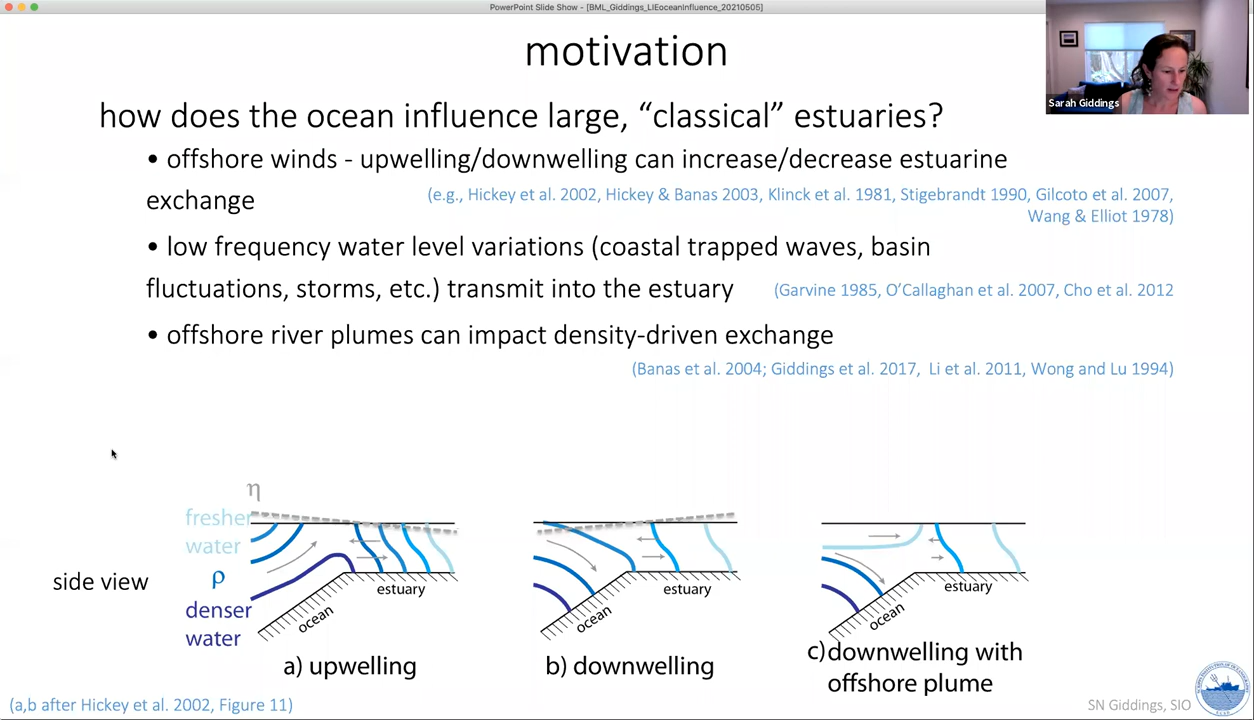 PowerPoint Slide Show - [BML_Giddings_LIEoceanInfluence_20210505]
motivation
Sarah Giddings
how does the ocean influence large, “classical” estuaries?
• offshore winds - upwelling/downwelling can increase/decrease estuarine
exchange
(e.g., Hickey et al. 2002, Hickey & Banas 2003, Klinck et al. 1981, Stigebrandt 1990, Gilcoto et al. 2007,
Wang & Elliot 1978)
• low frequency water level variations (coastal trapped waves, basin
fluctuations, storms, etc.) transmit into the estuary
(Garvine 1985, O’Callaghan et al. 2007, Cho et al. 2012
• offshore river plumes can impact density-driven exchange
(Banas et al. 2004; Giddings et al. 2017, Li et al. 2011, Wong and Lu 1994)
η
fresher
water
ρ
denser
water
side view
estuary
ocean
a) upwelling
estuary
ocean
b) downwelling
estuary
ocean
c) downwelling with
offshore plume
(a,b after Hickey et al. 2002, Figure 11)
SN Giddings, SIO